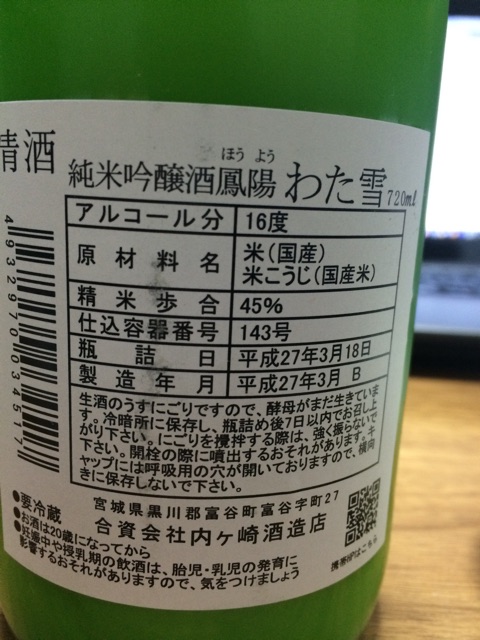 清酒
ほうよう
純米吟醸酒鳳陽 わた雪 720ml
アルコール分 16度
原材料名 米(国産)
米こうじ(国産米)
精米歩合 45%
仕込容器番号 143号
瓶詰日 平成27年3月18日
製造年月 平成27年3月 B
生酒のうすにごりですので、酵母がまだ生きていま
す。冷暗所に保存し、瓶詰め後7日以内でお召し上
がり下さい。にごりを攪拌する際は、強く振らないで
下さい。開栓の際に噴出するおそれがあります。キ
ャップには呼吸用の穴が開いておりますので、横向
きに保存しないで下さい。
4932970034517
宮城県黒川郡富谷町富谷字町27
合資会社内ヶ崎酒造店
携帯HPはこちら
●要冷蔵
●お酒は20歳になってから
●妊娠中や授乳期の飲酒は、胎児・乳児の発育に
影響するおそれがありますので、気をつけましょう